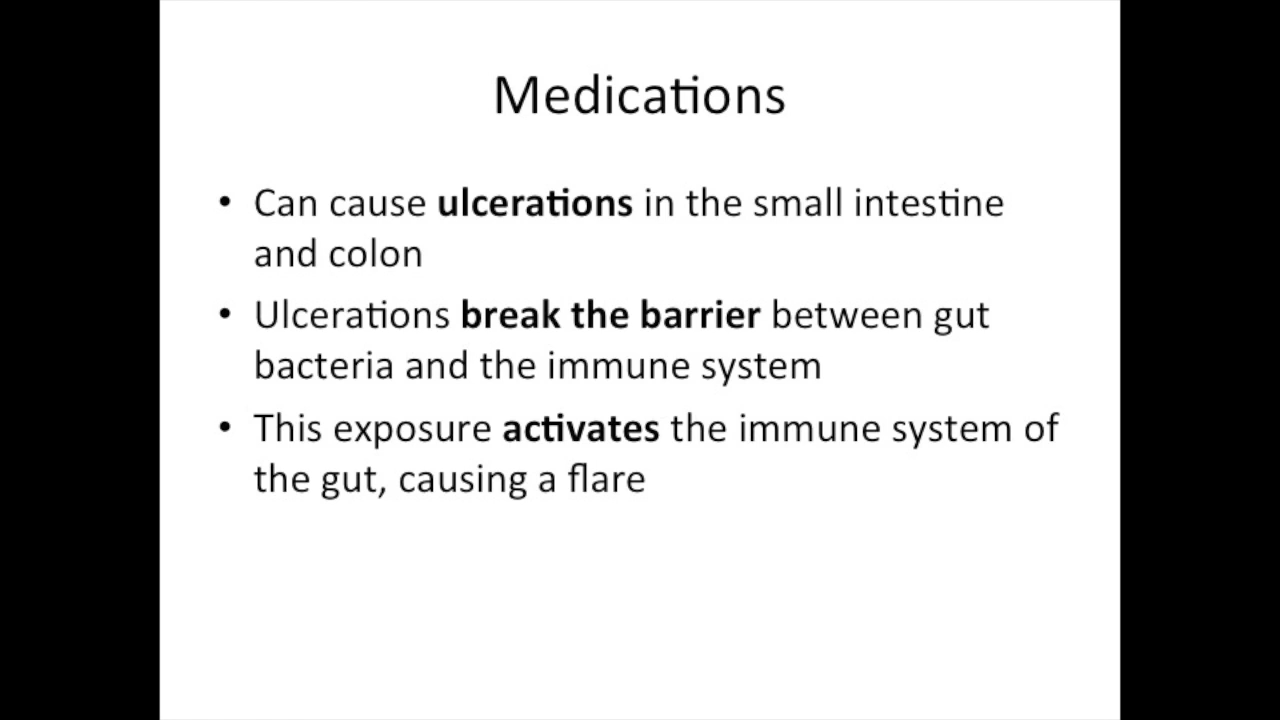 Medications
• Can cause ulcerations in the small intestine
and colon
• Ulcerations break the barrier between gut
bacteria and the immune system
• This exposure activates the immune system of
the gut, causing a flare